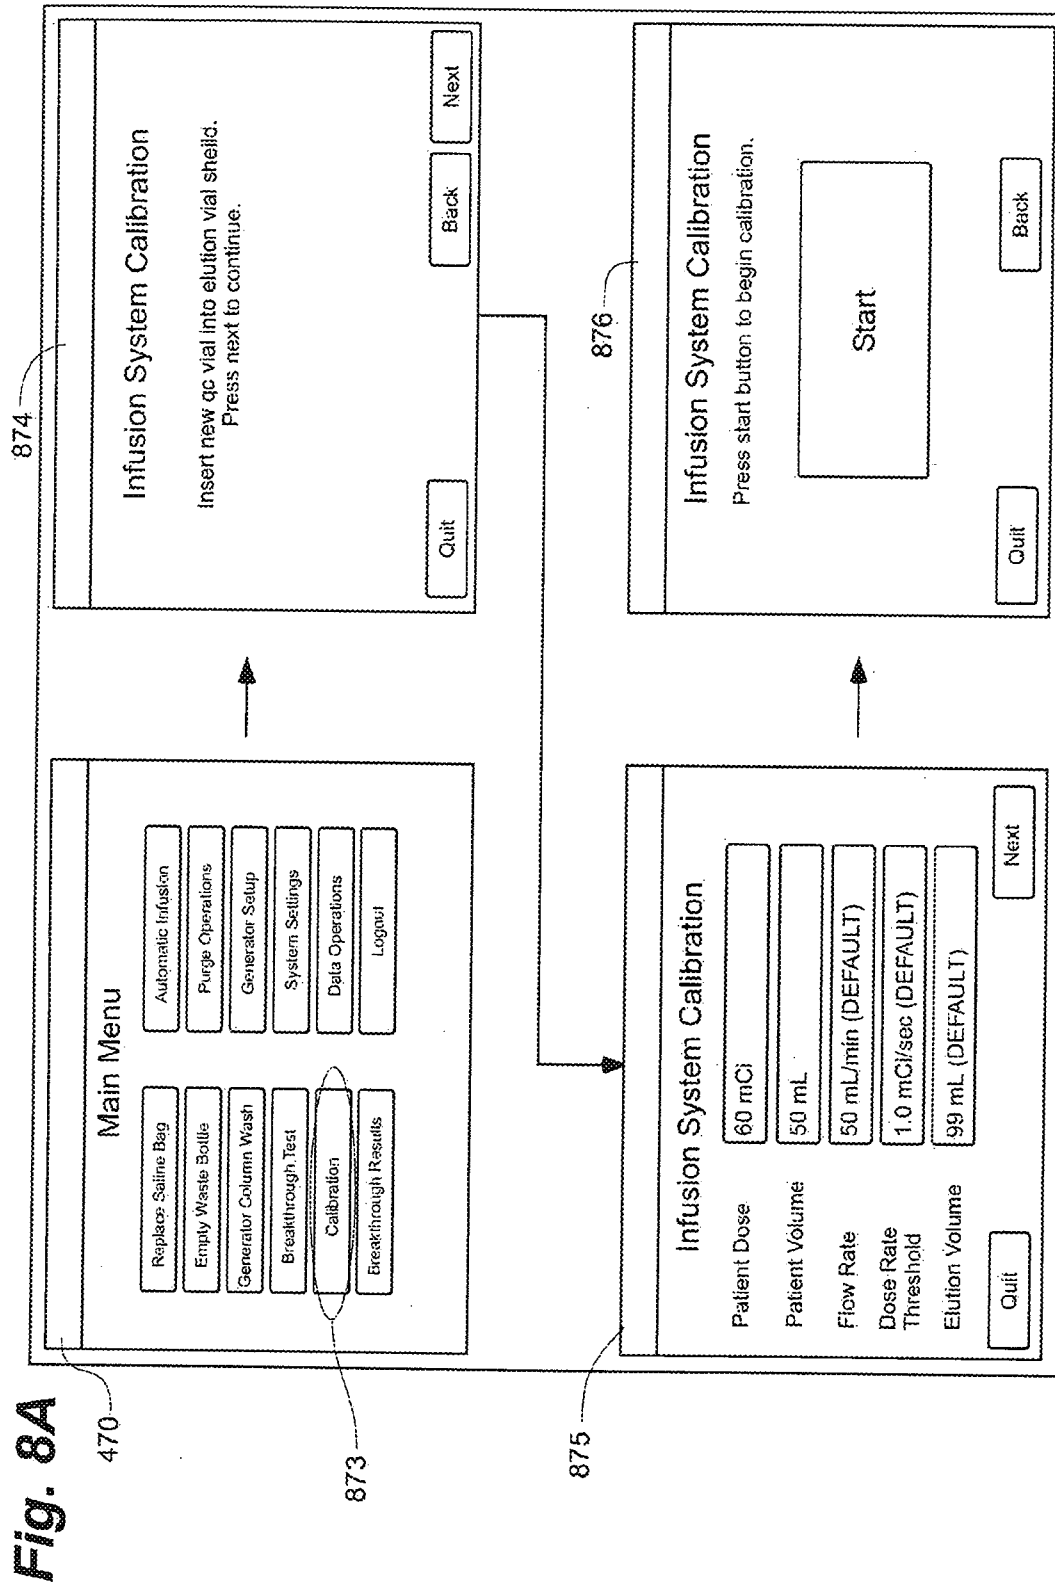 Fig. 8A
470
Main Menu
Replace Saline Bag
Automatic Infusion
Empty Waste Bottle
Purge Operations
Generator Column Wash
Generator Setup
Breakthrough Test
System Settings
Calibration
Data Operations
Breakthrough Results
Logout
873
874
Infusion System Calibration
Insert new qc vial into elution vial sheild.
Press next to continue.
Quit
Back
Next
875
Infusion System Calibration
Patient Dose
60 mCi
Patient Volume
50 mL
Flow Rate
50 mL/min (DEFAULT)
Dose Rate
Threshold
1.0 mCi/sec (DEFAULT)
Elution Volume
99 mL (DEFAULT)
Quit
Next
876
Infusion System Calibration
Press start button to begin calibration.
Start
Quit
Back